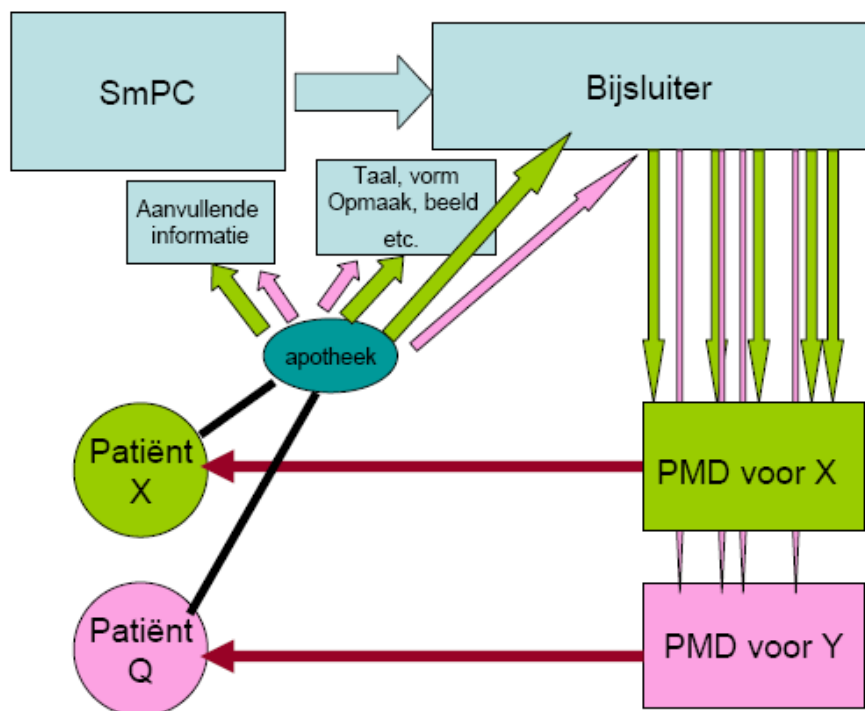 SmPC
Bijsluiter
Aanvullende
informatie
Taal, vorm
Opmaak, beeld
etc.
apotheek
Patiënt
X
PMD voor X
Patiënt
Q
PMD voor Y